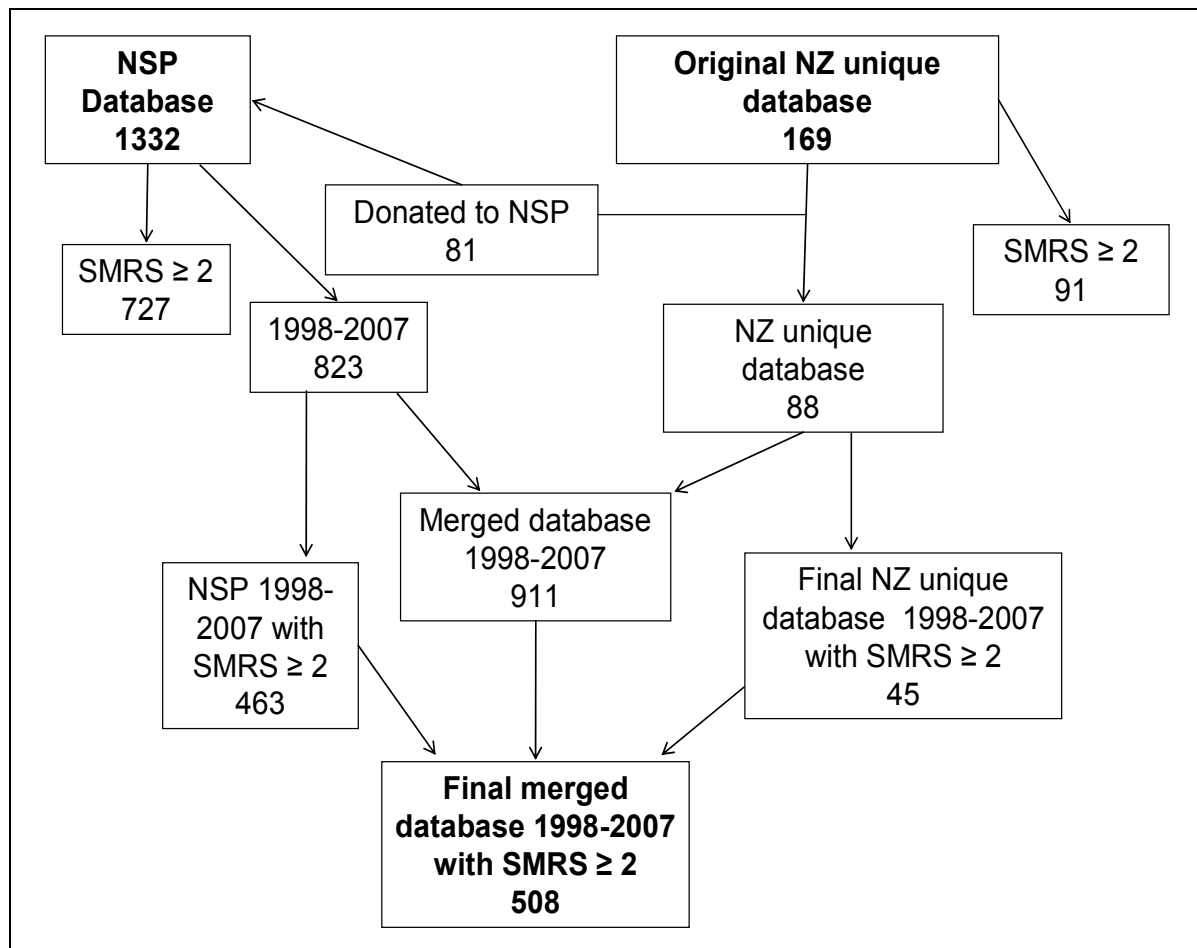 NSP
Database
1332
Original NZ unique
database
169
Donated to NSP
81
SMRS ≥ 2
727
SMRS ≥ 2
91
1998-2007
823
NZ unique
database
88
Merged database
1998-2007
911
NSP 1998-
2007 with
SMRS ≥ 2
463
Final NZ unique
database 1998-2007
with SMRS ≥ 2
45
Final merged
database 1998-2007
with SMRS ≥ 2
508